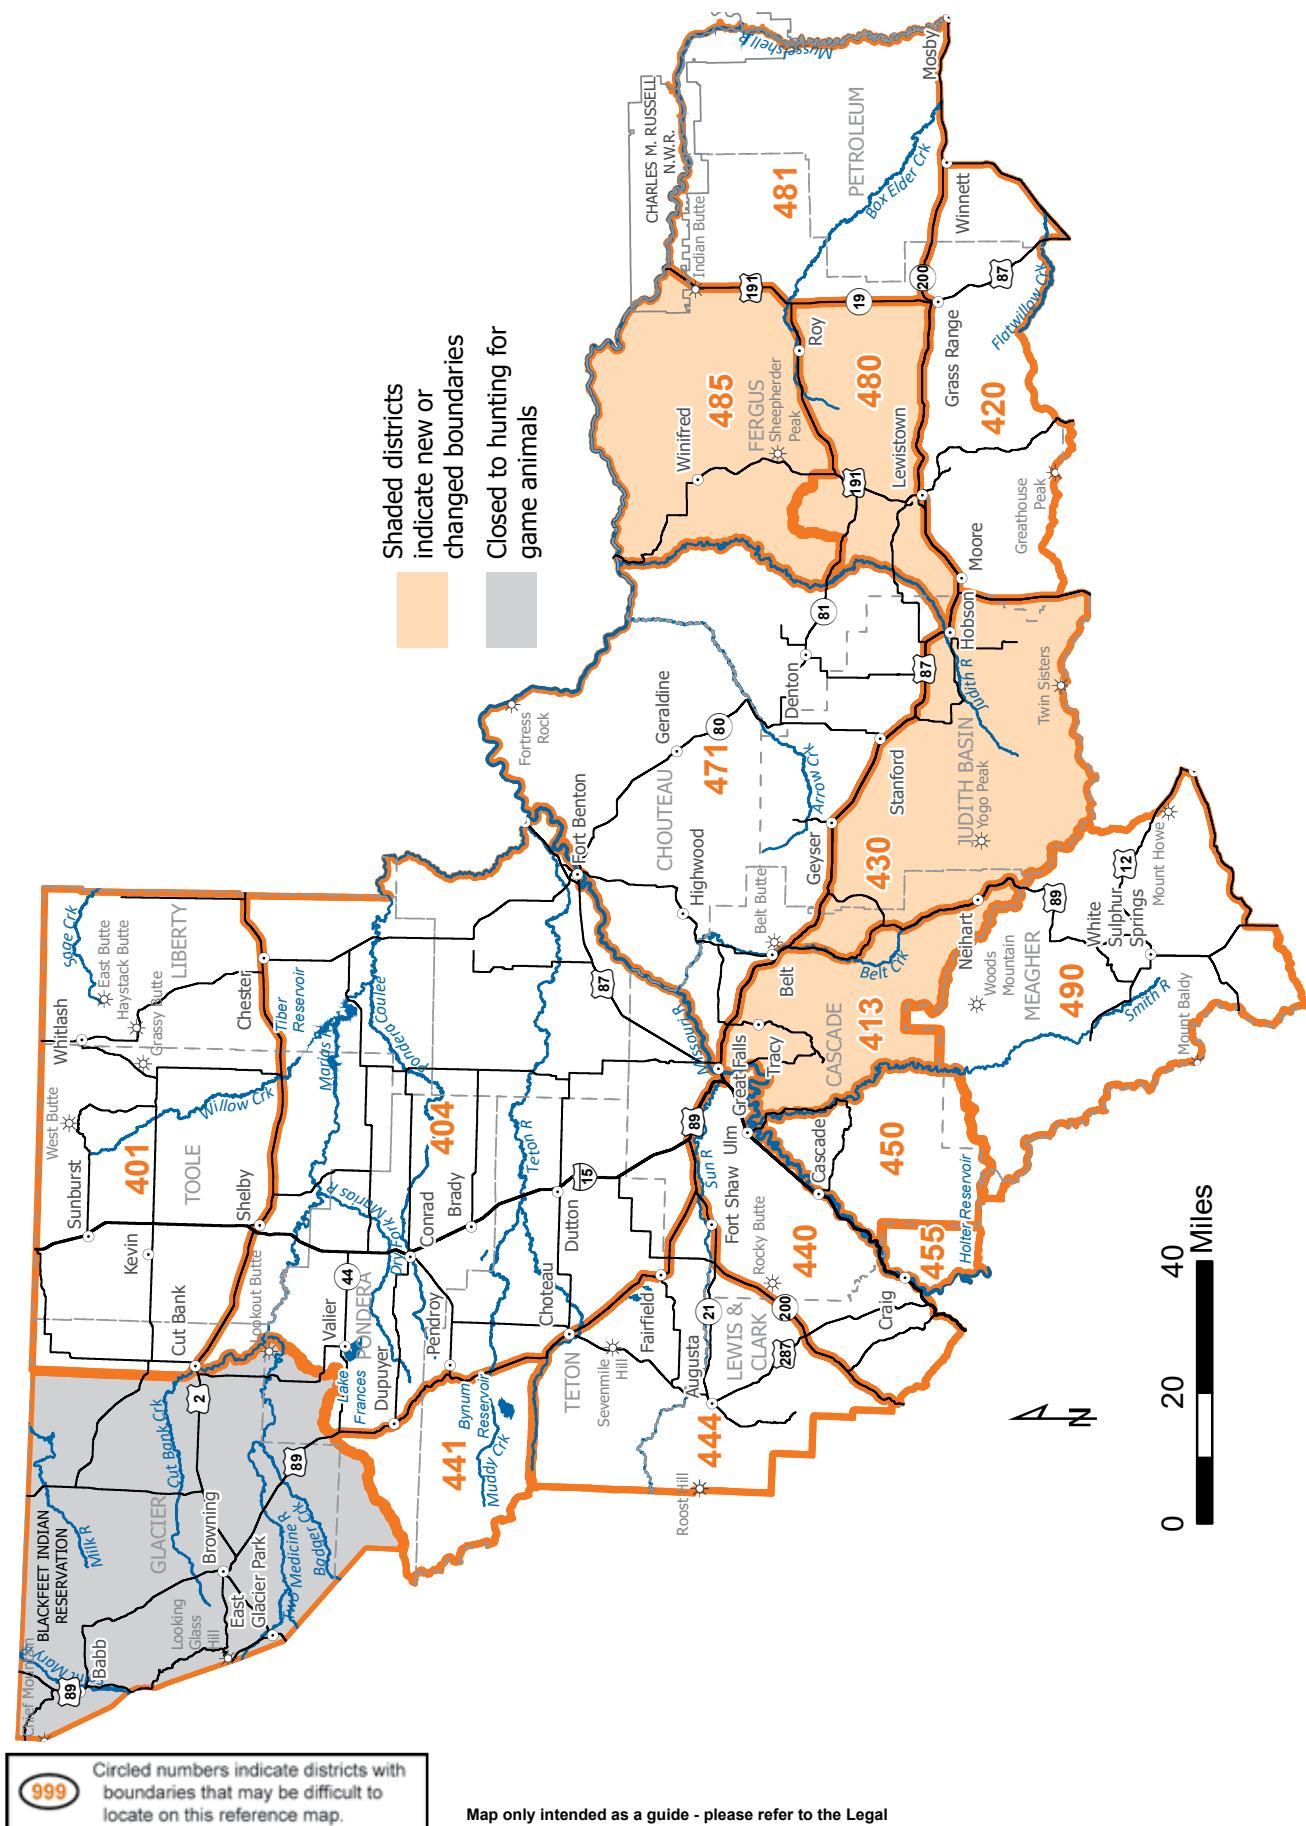 Shaded districts
indicate new or
changed boundaries
Closed to hunting for
game animals
CHARLES M. RUSSELL
N.W.R.
Musselshell R
Mosby
PETROLEUM
481
Box Elder Crk
Indian Butte
Winnett
200
87
191
19
Flatwillow Crk
Roy
Grass Range
485
480
420
FERGUS
Sheepherder
Peak
Winifred
Lewistown
191
Greathouse
Peak
Moore
Hobson
81
87
Judith R
Twin Sisters
Denton
Fortress
Rock
Geraldine
80
471
JUDITH BASIN
Yogo Peak
Stanford
Arrow Crk
CHOUTEAU
Fort Benton
Geyser
430
Highwood
Mount Howe
12
89
White
Sulphur
Springs
Belt Butte
Neihart
Belt
Belt Crk
Woods
Mountain
MEAGHER
490
Smith R
Mount Baldy
Sage Crk
East Butte
Haystack Butte
Grassy Butte
LIBERTY
Whitlash
Chester
Tiber
Reservoir
Marias R
Pondera Coulee
87
Missouri R
Great Falls
Tracy
CASCADE
413
West Butte
Willow Crk
401
TOOLE
404
Teton R
89
Sun R
Ulm
Cascade
450
Sunburst
Kevin
Shelby
Dry Fork Marias R
Conrad
Brady
15
Dutton
Fort Shaw
Rocky Butte
440
455
Holter Reservoir
Cut Bank
Lookout Butte
44
Valier
PONDERA
Pendroy
Choteau
Fairfield
21
LEWIS &
CLARK
200
287
Craig
Lake
Frances
Dupuyer
Bynum
Reservoir
TETON
Sevenmile
Hill
Augusta
444
Muddy Crk
441
Roost Hill
2
Cut Bank Crk
89
GLACIER
Browning
BLACKFEET INDIAN
RESERVATION
Milk R
Two Medicine R
Badger Crk
East
Glacier Park
Looking
Glass
Hill
Babb
89
Chief Mountain
N
0
20
40
Miles
999
Circled numbers indicate districts with
boundaries that may be difficult to
locate on this reference map.
Map only intended as a guide - please refer to the Legal